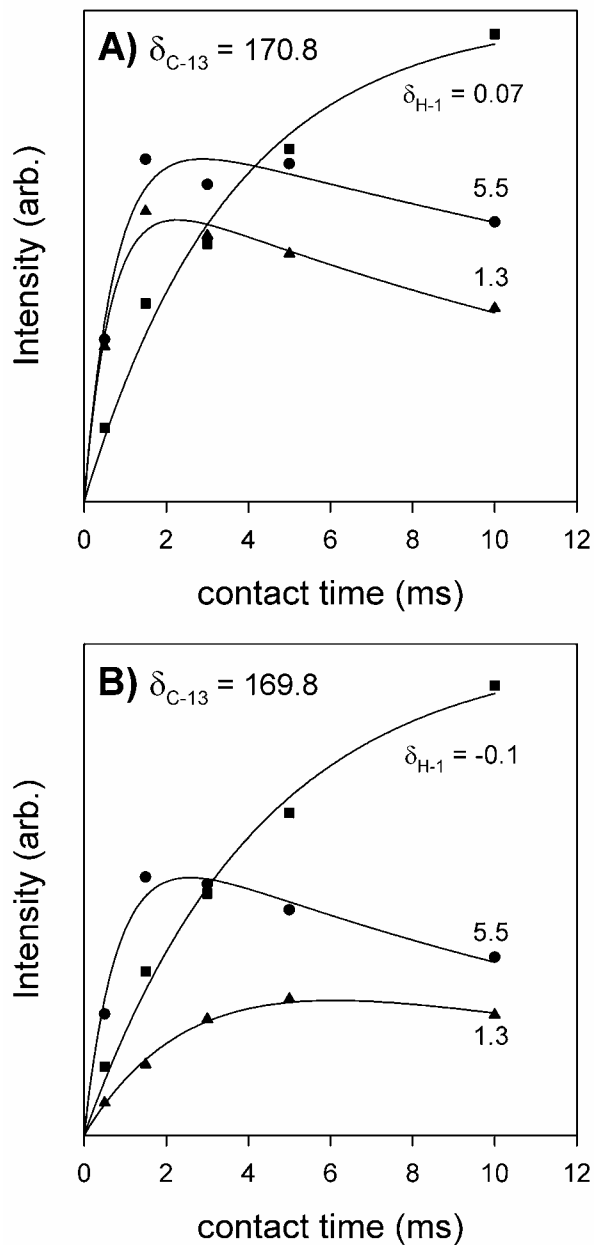 A) δC-13 = 170.8
δH-1 = 0.07
5.5
1.3
Intensity (arb.)
0 2 4 6 8 10 12
contact time (ms)
B) δC-13 = 169.8
δH-1 = -0.1
5.5
1.3
Intensity (arb.)
0 2 4 6 8 10 12
contact time (ms)